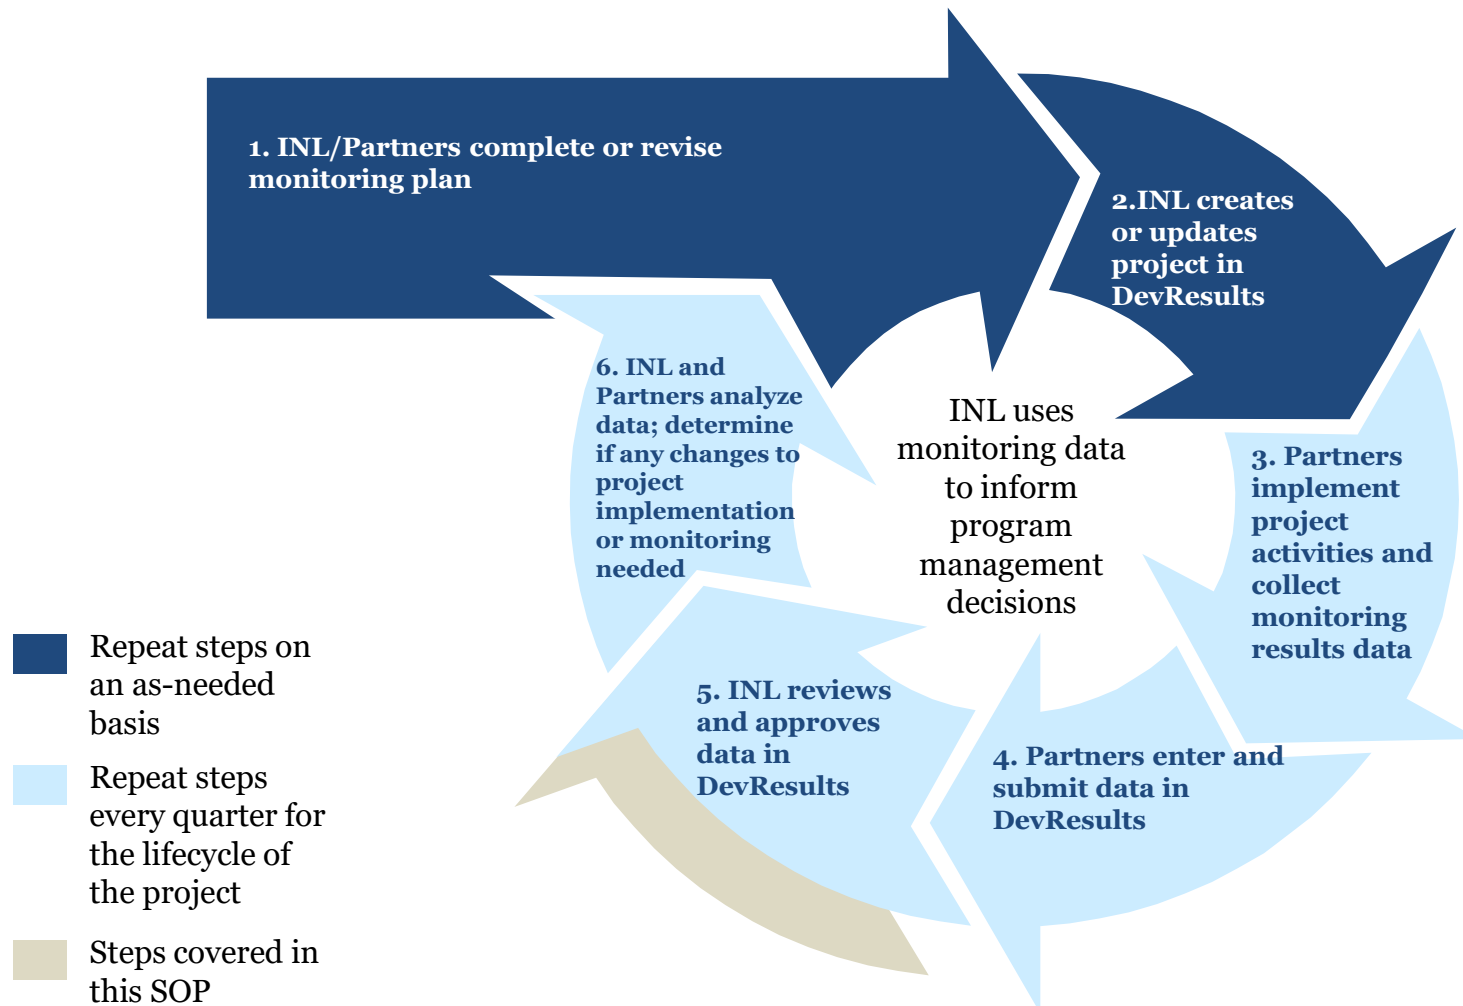 1. INL/Partners complete or revise
monitoring plan
2.INL creates
or updates
project in
DevResults
3. Partners
implement
project
activities and
collect
monitoring
results data
4. Partners enter and
submit data in
DevResults
5. INL reviews
and approves
data in
DevResults
6. INL and
Partners analyze
data; determine
if any changes to
project
implementation
or monitoring
needed
INL uses
monitoring data
to inform
program
management
decisions
Repeat steps on
an as-needed
basis
Repeat steps
every quarter for
the lifecycle of
the project
Steps covered in
this SOP